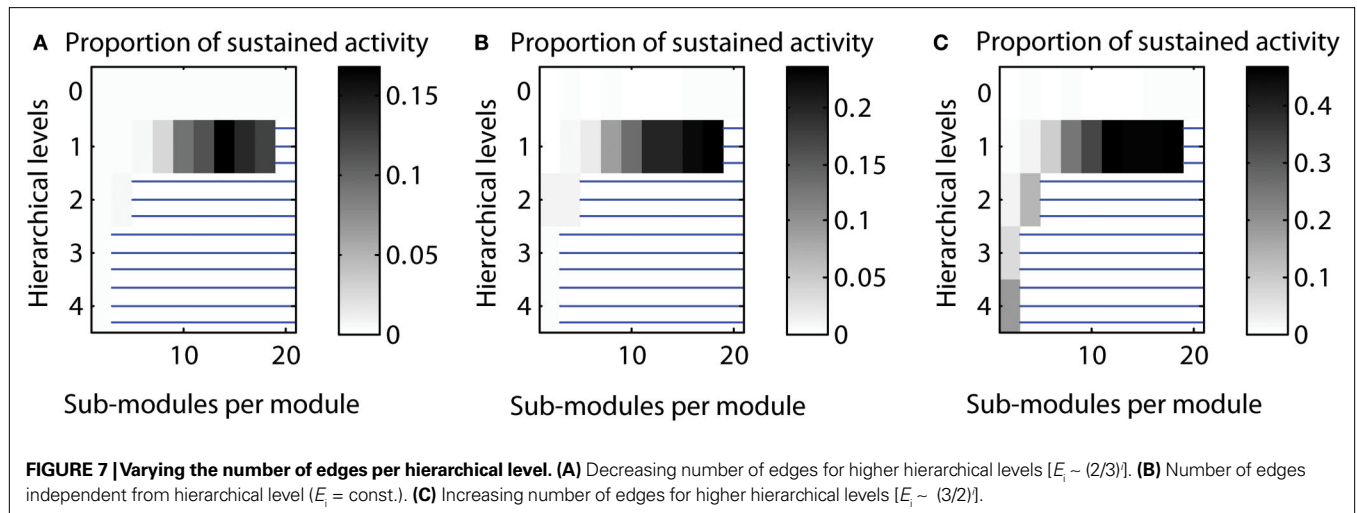 A Proportion of sustained activity
Hierarchical levels
0
1
2
3
4
10 20
Sub-modules per module
0.15
0.1
0.05
0
B Proportion of sustained activity
Hierarchical levels
0
1
2
3
4
10 20
Sub-modules per module
0.2
0.15
0.1
0.05
0
C Proportion of sustained activity
Hierarchical levels
0
1
2
3
4
10 20
Sub-modules per module
0.4
0.3
0.2
0.1
0
FIGURE 7 | Varying the number of edges per hierarchical level. (A) Decreasing number of edges for higher hierarchical levels [Eᵢ ~ (2/3)ⁱ]. (B) Number of edges
independent from hierarchical level (Eᵢ = const.). (C) Increasing number of edges for higher hierarchical levels [Eᵢ ~ (3/2)ⁱ].